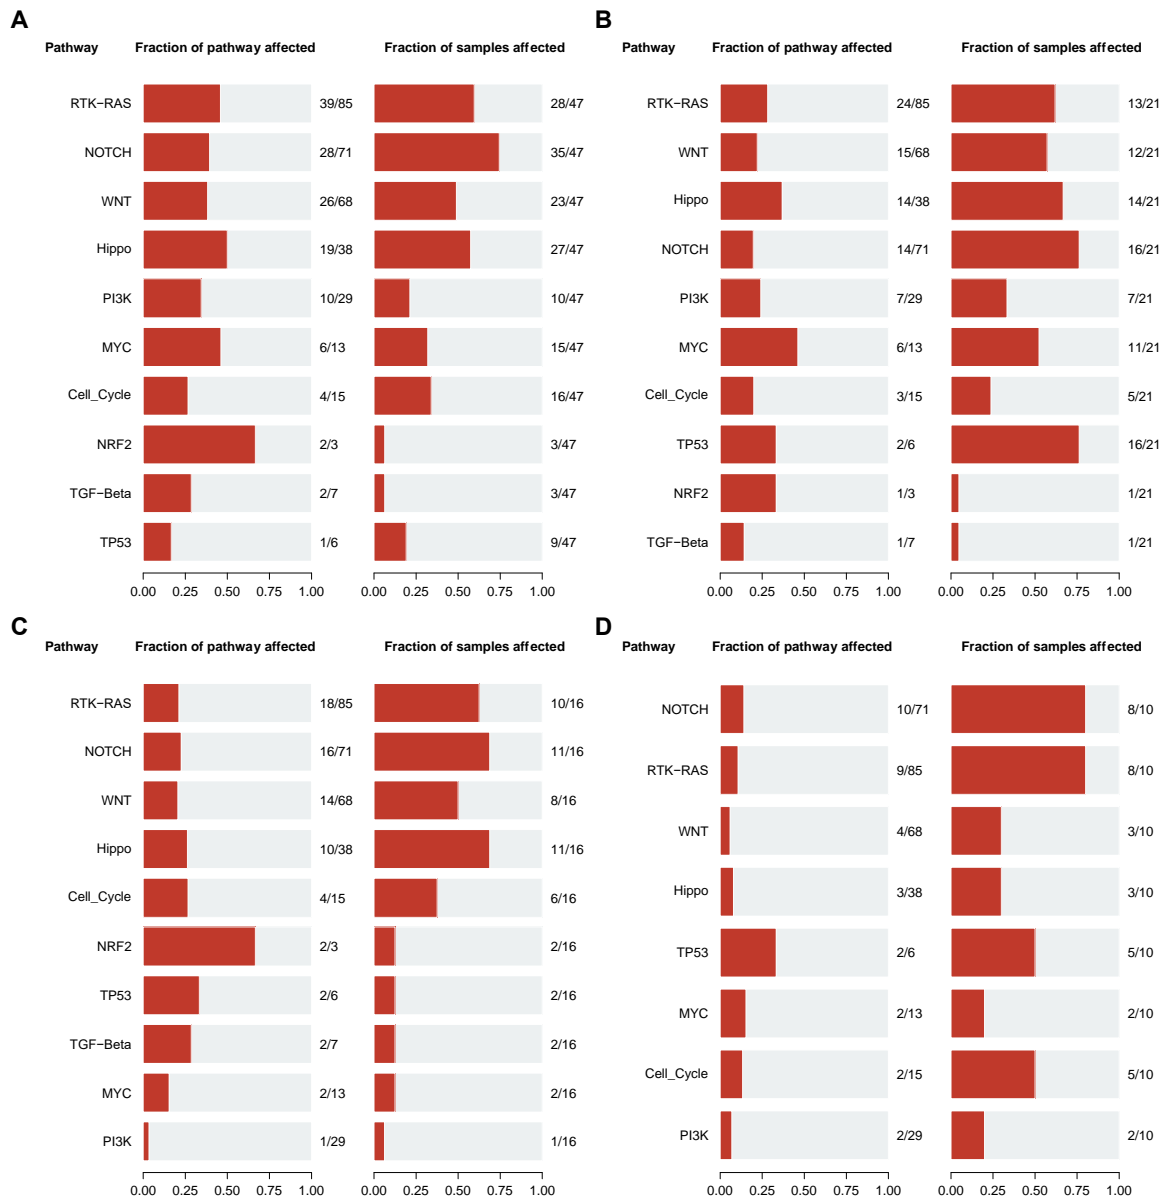 A
Pathway Fraction of pathway affected Fraction of samples affected
RTK−RAS 39/85 28/47
NOTCH 28/71 35/47
WNT 26/68 23/47
Hippo 19/38 27/47
PI3K 10/29 10/47
MYC 6/13 15/47
Cell_Cycle 4/15 16/47
NRF2 2/3 3/47
TGF−Beta 2/7 3/47
TP53 1/6 9/47
0.00 0.25 0.50 0.75 1.00 0.00 0.25 0.50 0.75 1.00
B
Pathway Fraction of pathway affected Fraction of samples affected
RTK−RAS 24/85 13/21
WNT 15/68 12/21
Hippo 14/38 14/21
NOTCH 14/71 16/21
PI3K 7/29 7/21
MYC 6/13 11/21
Cell_Cycle 3/15 5/21
TP53 2/6 16/21
NRF2 1/3 1/21
TGF−Beta 1/7 1/21
0.00 0.25 0.50 0.75 1.00 0.00 0.25 0.50 0.75 1.00
C
Pathway Fraction of pathway affected Fraction of samples affected
RTK−RAS 18/85 10/16
NOTCH 16/71 11/16
WNT 14/68 8/16
Hippo 10/38 11/16
Cell_Cycle 4/15 6/16
NRF2 2/3 2/16
TP53 2/6 2/16
TGF−Beta 2/7 2/16
MYC 2/13 2/16
PI3K 1/29 1/16
0.00 0.25 0.50 0.75 1.00 0.00 0.25 0.50 0.75 1.00
D
Pathway Fraction of pathway affected Fraction of samples affected
NOTCH 10/71 8/10
RTK−RAS 9/85 8/10
WNT 4/68 3/10
Hippo 3/38 3/10
TP53 2/6 5/10
MYC 2/13 2/10
Cell_Cycle 2/15 5/10
PI3K 2/29 2/10
0.00 0.25 0.50 0.75 1.00 0.00 0.25 0.50 0.75 1.00